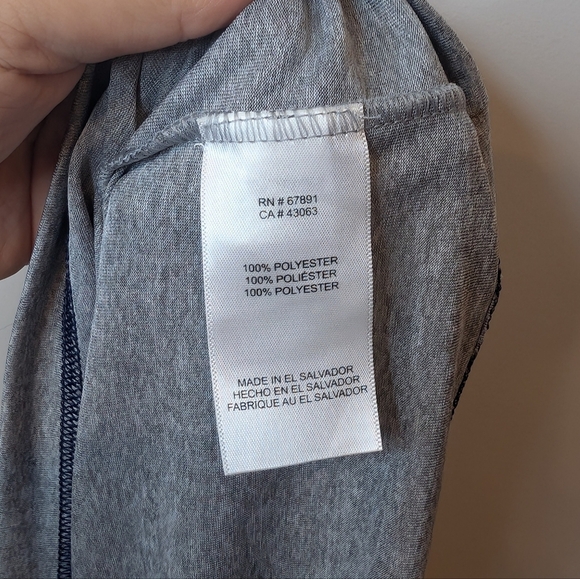 RN # 67891
CA # 43063
100% POLYESTER
100% POLIÉSTER
100% POLYESTER
MADE IN EL SALVADOR
HECHO EN EL SALVADOR
FABRIQUE AU EL SALVADOR